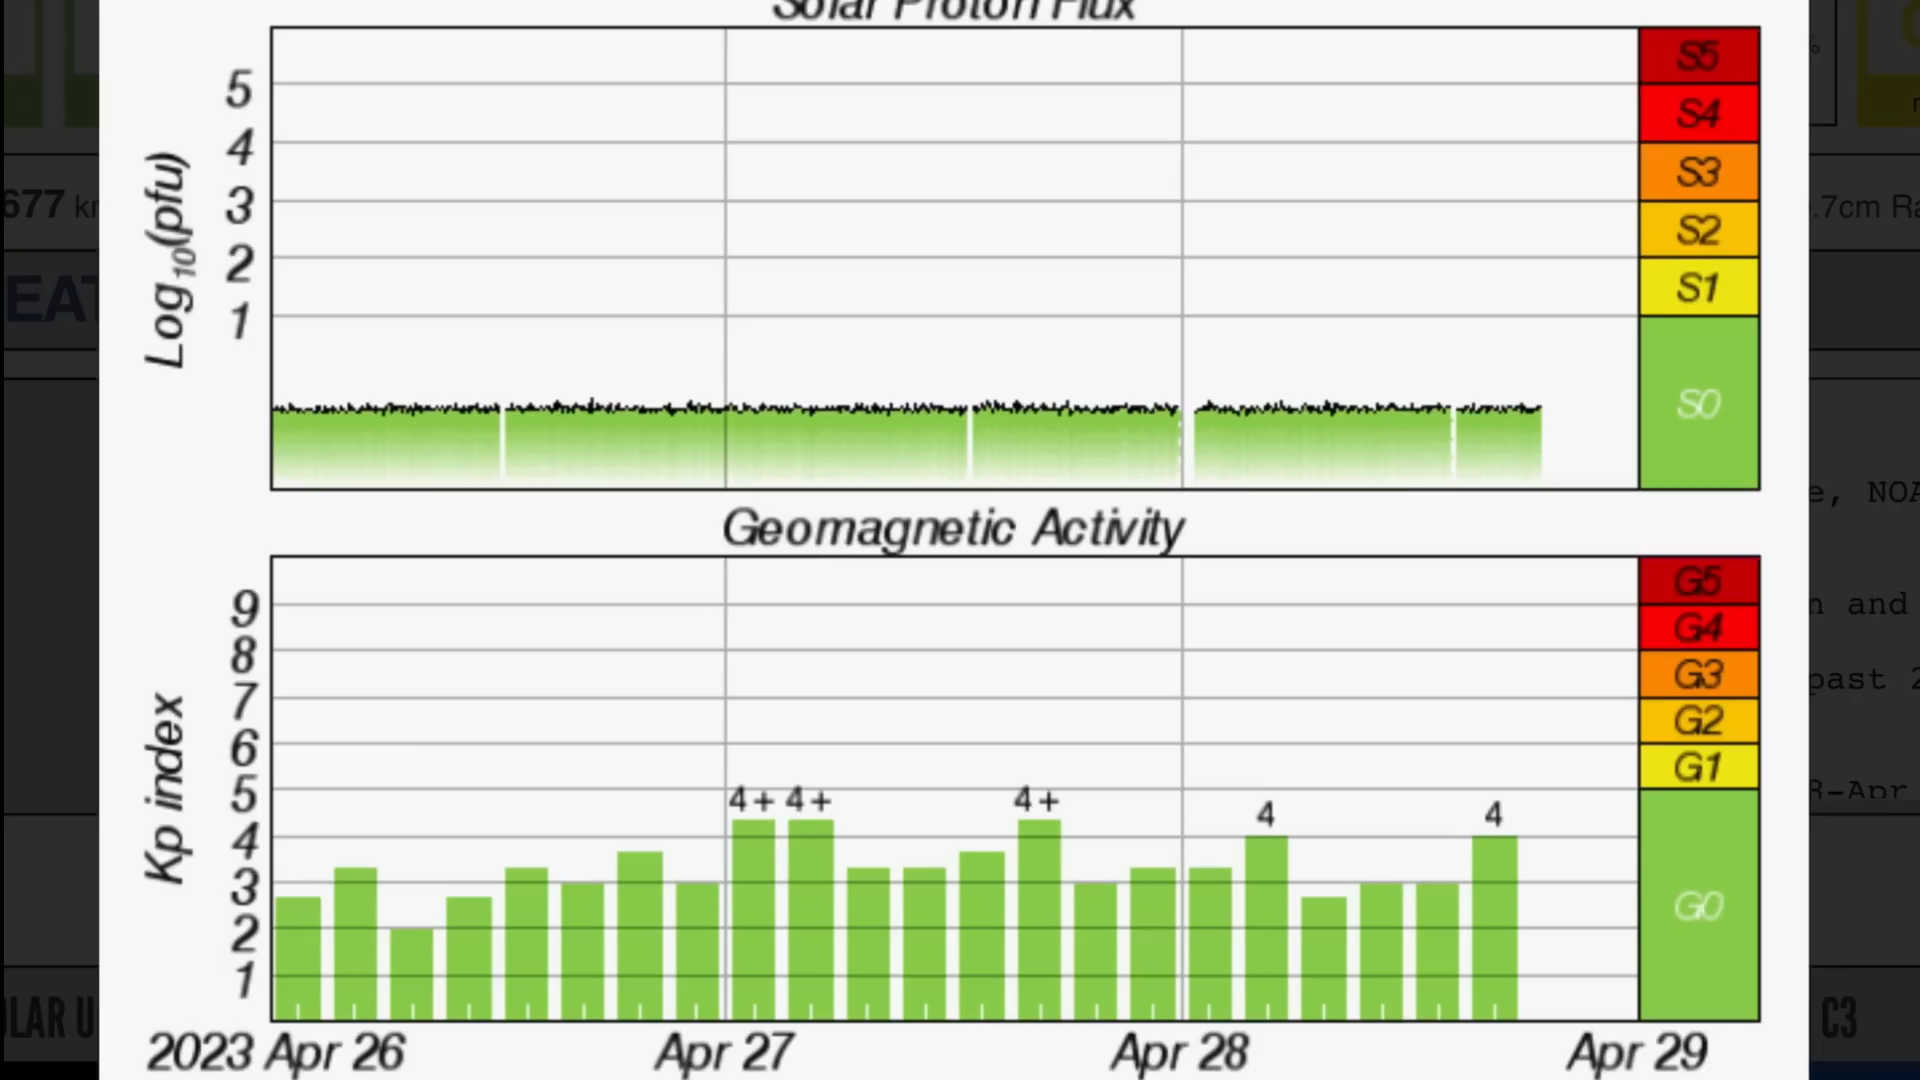 Solar Proton Flux
S5
5
S4
4
S3
3
S2
2
S1
1
S0
Log10(pfu)
Geomagnetic Activity
G5
9
G4
8
G3
7
G2
6
G1
5
4+ 4+ 4+ 4 4
4
3
G0
2
1
Kp index
2023 Apr 26 Apr 27 Apr 28 Apr 29
677
.7cm
NOA
and
past 2
-Apr
C3